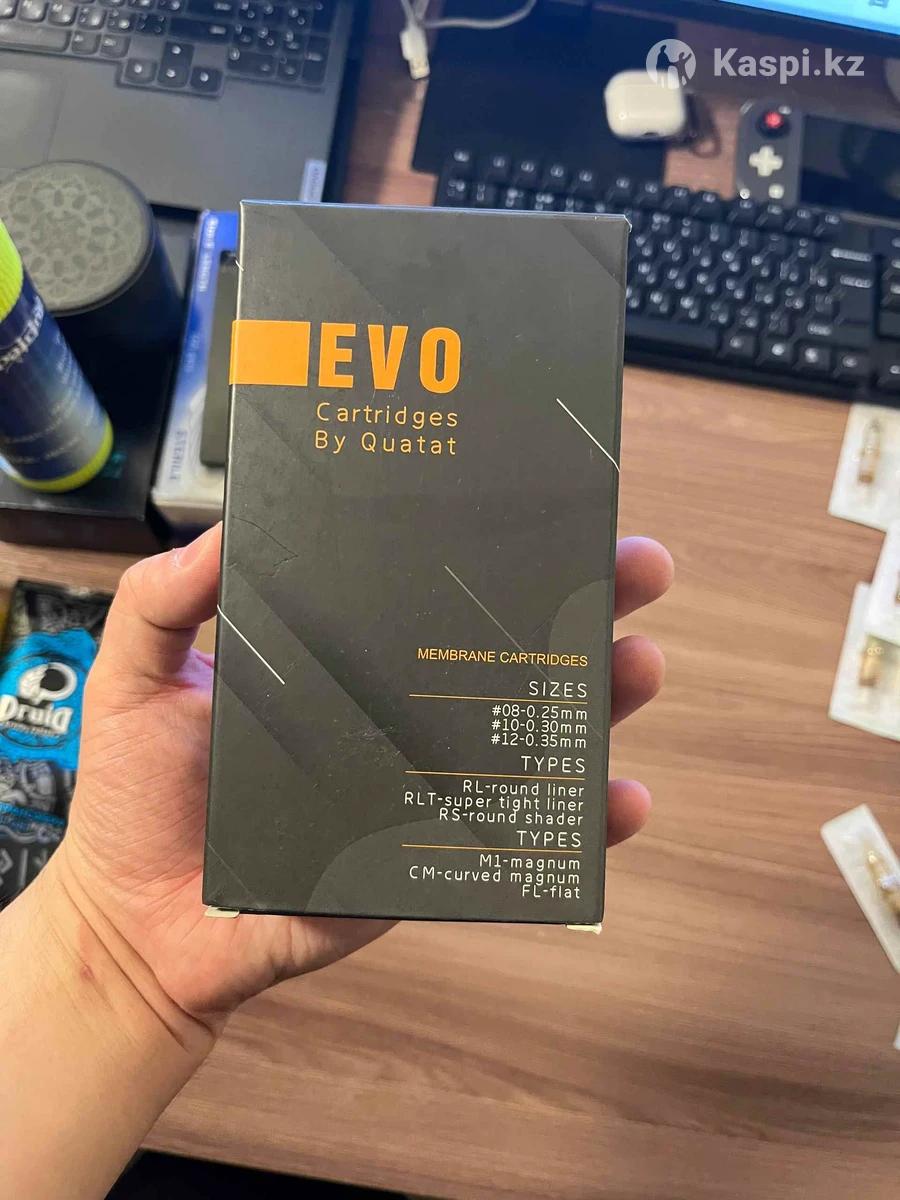 Kaspi.kz
EVO
Cartridges
By Quatat
MEMBRANE CARTRIDGES
SIZES
#08-0.25mm
#10-0.30mm
#12-0.35mm
TYPES
RL-round liner
RLT-super tight liner
RS-round shader
TYPES
M1-magnum
CM-curved magnum
FL-flat
Druid